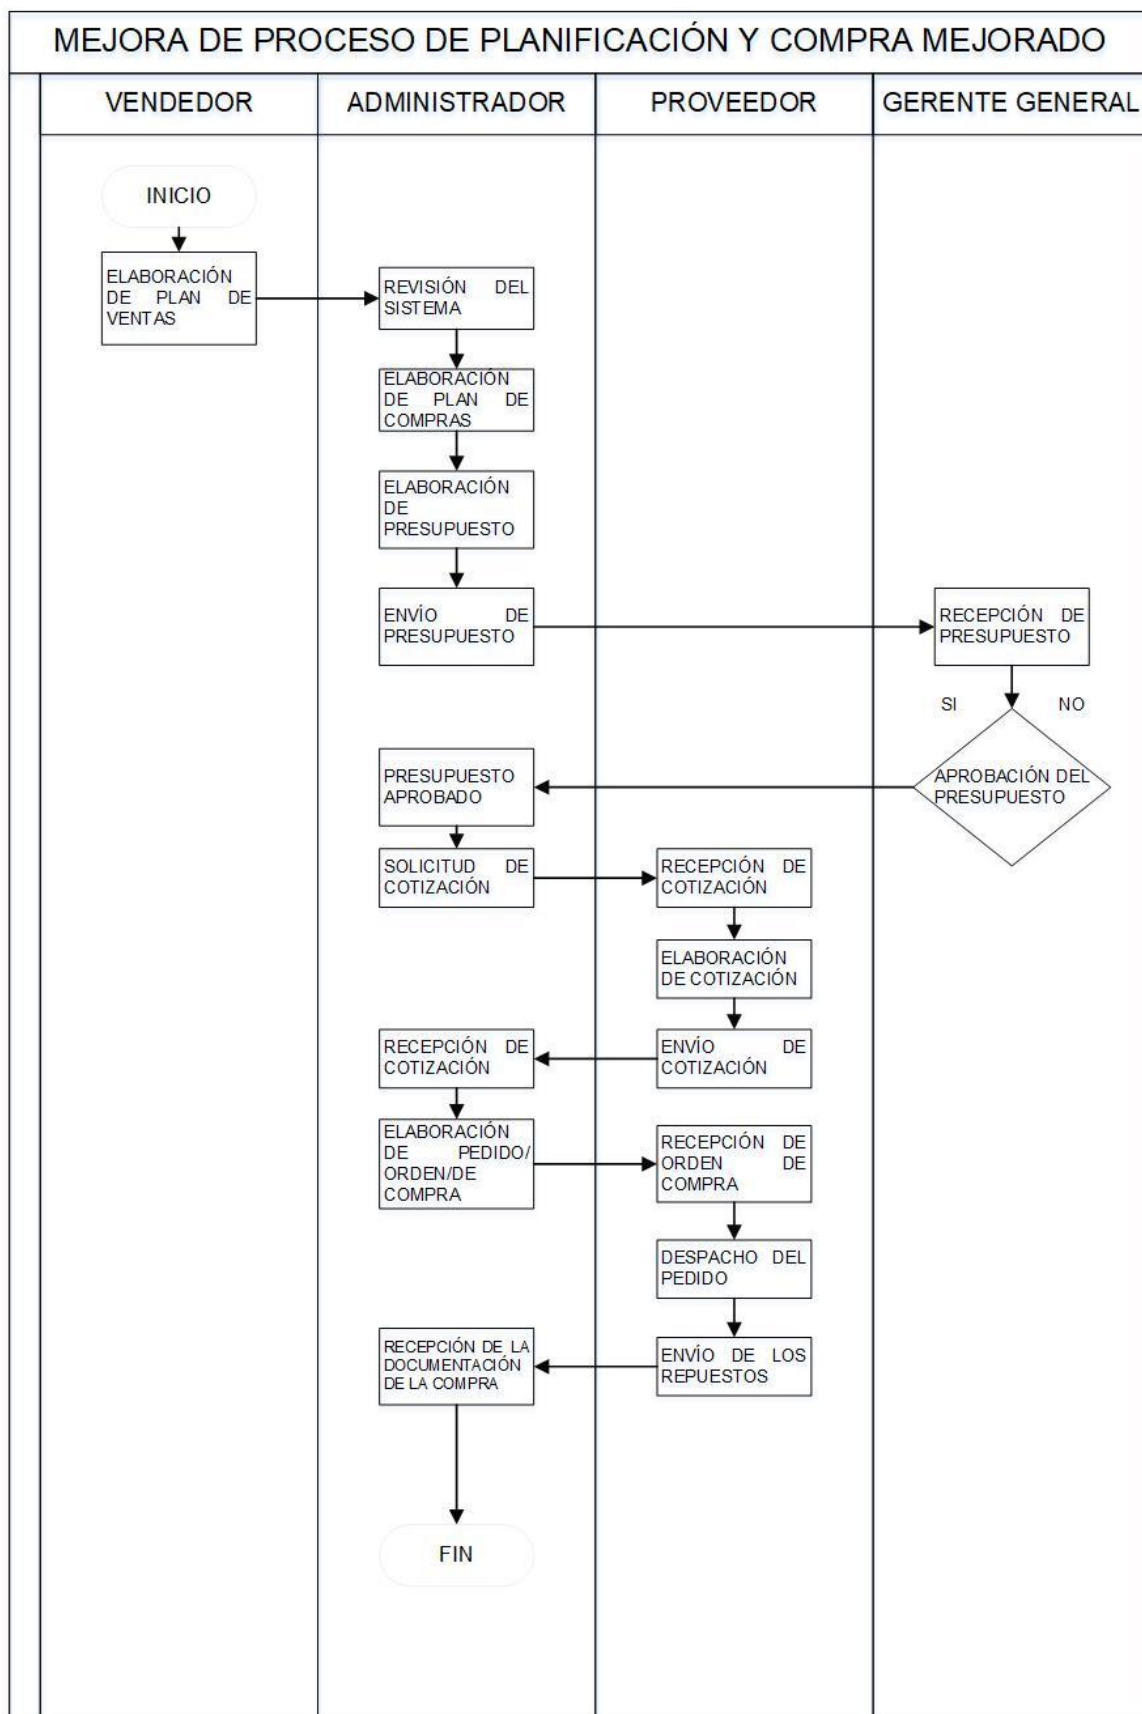 MEJORA DE PROCESO DE PLANIFICACIÓN Y COMPRA MEJORADO
VENDEDOR
ADMINISTRADOR
PROVEEDOR
GERENTE GENERAL
INICIO
ELABORACIÓN
DE PLAN DE
VENTAS
REVISIÓN DEL
SISTEMA
ELABORACIÓN
DE PLAN DE
COMPRAS
ELABORACIÓN
DE
PRESUPUESTO
ENVÍO DE
PRESUPUESTO
RECEPCIÓN DE
PRESUPUESTO
SI
NO
APROBACIÓN DEL
PRESUPUESTO
PRESUPUESTO
APROBADO
SOLICITUD DE
COTIZACIÓN
RECEPCIÓN DE
COTIZACIÓN
ELABORACIÓN
DE COTIZACIÓN
ENVÍO DE
COTIZACIÓN
RECEPCIÓN DE
COTIZACIÓN
ELABORACIÓN
DE PEDIDO/
ORDEN/DE
COMPRA
RECEPCIÓN DE
ORDEN DE
COMPRA
DESPACHO DEL
PEDIDO
ENVÍO DE LOS
REPUESTOS
RECEPCIÓN DE LA
DOCUMENTACIÓN
DE LA COMPRA
FIN